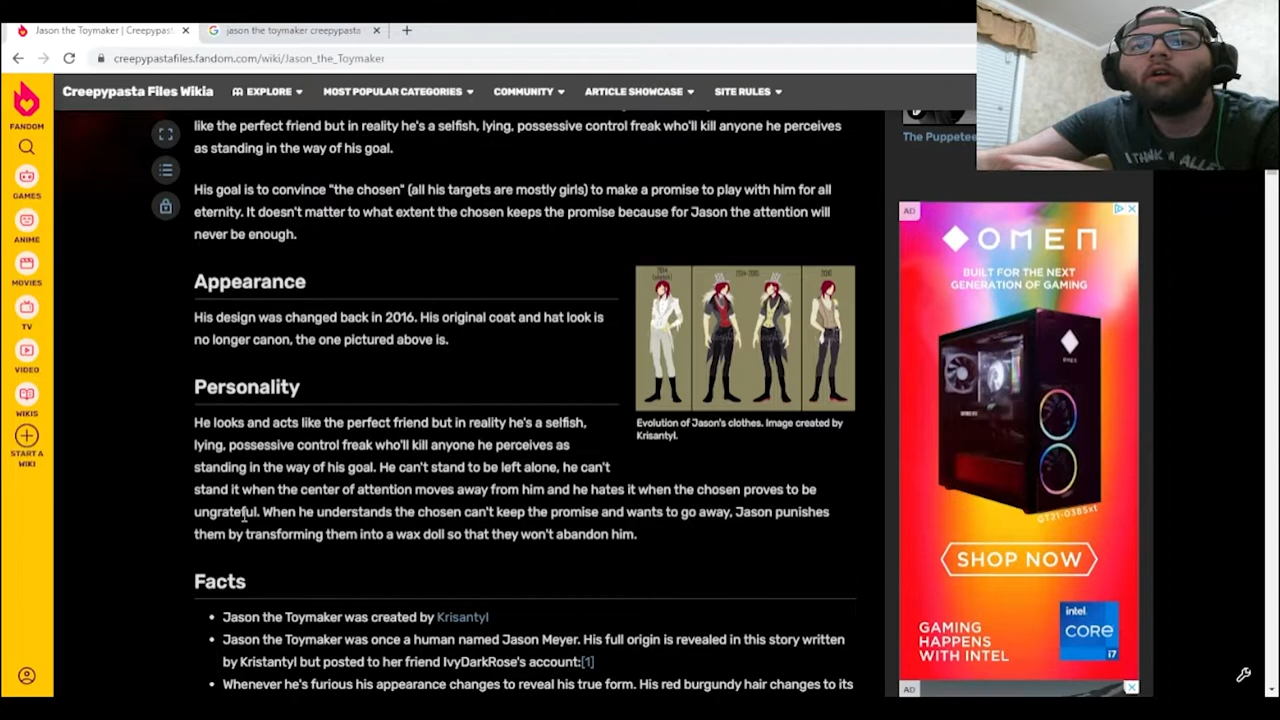 Jason the Toymaker | Creepypast
jason the toymaker creepypasta
creepypastafiles.fandom.com/wiki/Jason_the_Toymaker
Creepypasta Files Wikia
EXPLORE
MOST POPULAR CATEGORIES
COMMUNITY
ARTICLE SHOWCASE
SITE RULES
FANDOM
GAMES
ANIME
MOVIES
TV
VIDEO
WIKIS
START A
WIKI
like the perfect friend but in reality he's a selfish, lying, possessive control freak who'll kill anyone he perceives
as standing in the way of his goal.
His goal is to convince "the chosen" (all his targets are mostly girls) to make a promise to play with him for all
eternity. It doesn't matter to what extent the chosen keeps the promise because for Jason the attention will
never be enough.
Appearance
His design was changed back in 2016. His original coat and hat look is
no longer canon, the one pictured above is.
2014
2014-2015
2016
Evolution of Jason's clothes. Image created by
Krisantyl.
Personality
He looks and acts like the perfect friend but in reality he's a selfish,
lying, possessive control freak who'll kill anyone he perceives as
standing in the way of his goal. He can't stand to be left alone, he can't
stand it when the center of attention moves away from him and he hates it when the chosen proves to be
ungrateful. When he understands the chosen can't keep the promise and wants to go away, Jason punishes
them by transforming them into a wax doll so that they won't abandon him.
Facts
• Jason the Toymaker was created by Krisantyl
• Jason the Toymaker was once a human named Jason Meyer. His full origin is revealed in this story written
by Kristantyl but posted to her friend IvyDarkRose's account:[1]
• Whenever he's furious his appearance changes to reveal his true form. His red burgundy hair changes to its
The Puppetee
I THINK A
AD
OMEN
BUILT FOR THE NEXT
GENERATION OF GAMING
GT21-0385xt
SHOP NOW
GAMING
HAPPENS
WITH INTEL
intel.
CORE
i7
AD